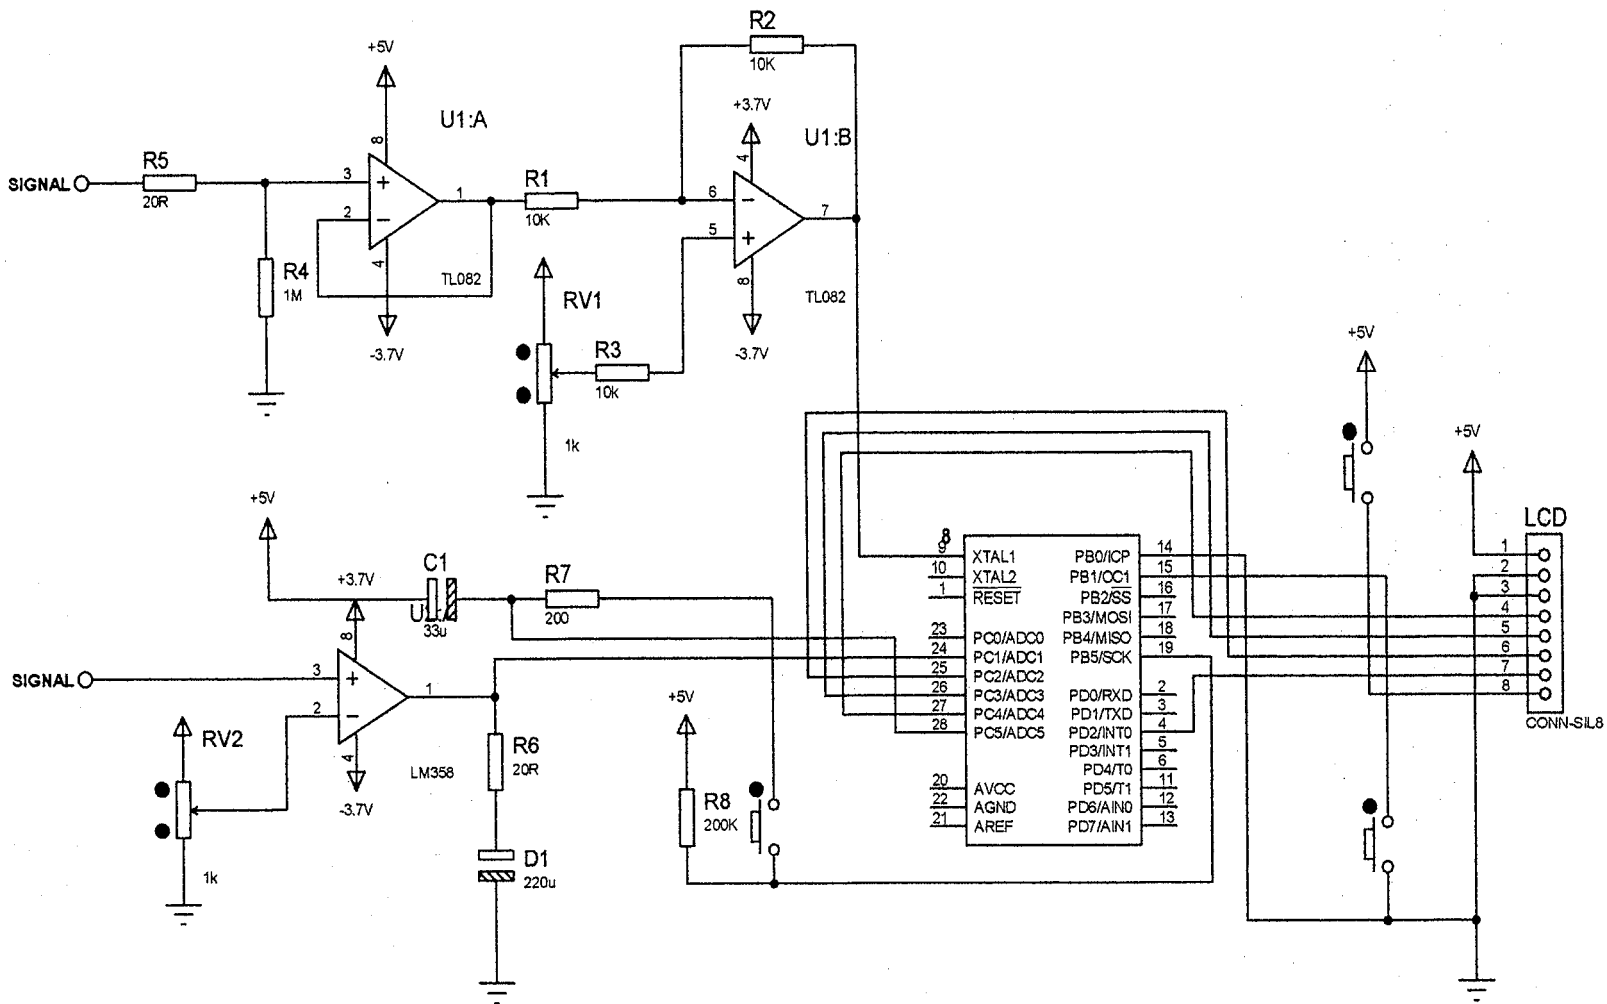 R2
10K
+5V
U1:A
+3.7V
U1:B
8
4
R5
SIGNAL
20R
3
2
1
4
TL082
R1
10K
6
5
7
8
TL082
R4
1M
-3.7V
-3.7V
RV1
R3
10k
1k
+5V
+5V
+5V
C1
+3.7V
33u
R7
200
8
SIGNAL
3
2
1
4
RV2
1k
LM358
-3.7V
R6
20R
D1
220u
+5V
R8
200K
9 XTAL1
10 XTAL2
1 RESET
23 PC0/ADC0
24 PC1/ADC1
25 PC2/ADC2
26 PC3/ADC3
27 PC4/ADC4
28 PC5/ADC5
20 AVCC
22 AGND
21 AREF
PB0/ICP 14
PB1/OC1 15
PB2/SS 16
PB3/MOSI 17
PB4/MISO 18
PB5/SCK 19
PD0/RXD 2
PD1/TXD 3
PD2/INT0 4
PD3/INT1 5
PD4/T0 6
PD5/T1 11
PD6/AIN0 12
PD7/AIN1 13
LCD
1
2
3
4
5
6
7
8
CONN-SIL8